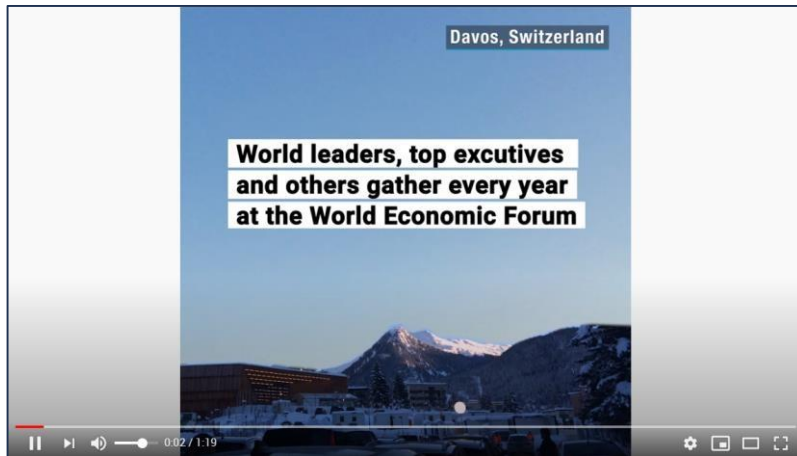 Davos, Switzerland
World leaders, top excutives
and others gather every year
at the World Economic Forum
0:02 / 1:19